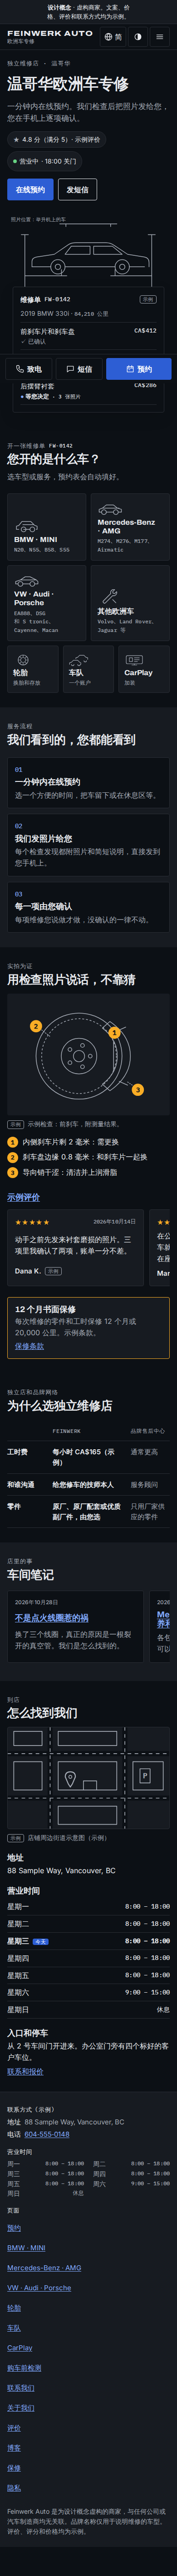 设计概念 · 虚构商家、文案、价
格、评价和联系方式均为示例。
FEINWERK AUTO
欧洲车专修
简
独立维修店 · 温哥华
温哥华欧洲车专修
一分钟内在线预约。我们检查后把照片发给您，
您在手机上逐项确认。
★ 4.8 分（满分 5）· 示例评价
营业中 · 18:00 关门
在线预约
发短信
照片位置：举升机上的车
维修单 FW-0142
示例
2019 BMW 330i · 84,210 公里
前刹车片和刹车盘
CA$412
✓ 已确认
致电
短信
预约
后摆臂衬套
CA$286
• 等您决定 · 3 张照片
开一张维修单 FW-0142
您开的是什么车？
选车型或服务，预约表会自动填好。
BMW · MINI
N20, N55, B58, S55
Mercedes-Benz
· AMG
M274, M276, M177,
Airmatic
VW · Audi ·
Porsche
EA888, DSG
和 S tronic,
Cayenne, Macan
其他欧洲车
Volvo, Land Rover,
Jaguar 等
轮胎
换胎和存放
车队
一个账户
CarPlay
加装
服务流程
我们看到的，您都能看到
01
一分钟内在线预约
选一个方便的时间，把车留下或在休息区等。
02
我们发照片给您
每个检查发现都附照片和简短说明，直接发到
您手机上。
03
每一项由您确认
每项维修您说做才做，没确认的一律不动。
实拍为证
用检查照片说话，不靠猜
2
1
3
示例 示例检查：前刹车，附测量结果。
1 内侧刹车片剩 2 毫米：需更换
2 刹车盘边缘 0.8 毫米：和刹车片一起换
3 导向销干涩：清洁并上润滑脂
示例评价
★★★★★
2026年10月14日
动手之前先发来衬套磨损的照片。三
项里我确认了两项，账单一分不差。
Dana K. 示例
12 个月书面保修
每次维修的零件和工时保修 12 个月或
20,000 公里。示例条款。
保修条款
独立店和品牌网络
为什么选独立维修店
FEINWERK
品牌售后中心
工时费
每小时 CA$165（示
例）
通常更高
和谁沟通
给您修车的技师本人
服务顾问
零件
原厂、原厂配套或优质
副厂件，由您选
只用厂家供
应的零件
店里的事
车间笔记
2026年10月28日
不是点火线圈惹的祸
换了三个线圈，真正的原因是一根裂
开的真空管。我们是怎么找到的。
到店
怎么找到我们
P
示例 店铺周边街道示意图（示例）
地址
88 Sample Way, Vancouver, BC
营业时间
星期一 8:00 – 18:00
星期二 8:00 – 18:00
星期三 今天 8:00 – 18:00
星期四 8:00 – 18:00
星期五 8:00 – 18:00
星期六 9:00 – 15:00
星期日 休息
入口和停车
从 2 号车间门开进来。办公室门旁有四个标好的客
户车位。
联系和报价
联系方式（示例）
地址 88 Sample Way, Vancouver, BC
电话 604-555-0148
营业时间
周一 8:00 – 18:00 周二 8:00 – 18:00
周三 8:00 – 18:00 周四 8:00 – 18:00
周五 8:00 – 18:00 周六 9:00 – 15:00
周日 休息
页面
预约
BMW · MINI
Mercedes-Benz · AMG
VW · Audi · Porsche
轮胎
车队
CarPlay
购车前检测
联系我们
关于我们
评价
博客
保修
隐私
Feinwerk Auto 是为设计概念虚构的商家，与任何公司或
汽车制造商均无关联。品牌名称仅用于说明维修的车型。
评价、评分和价格均为示例。